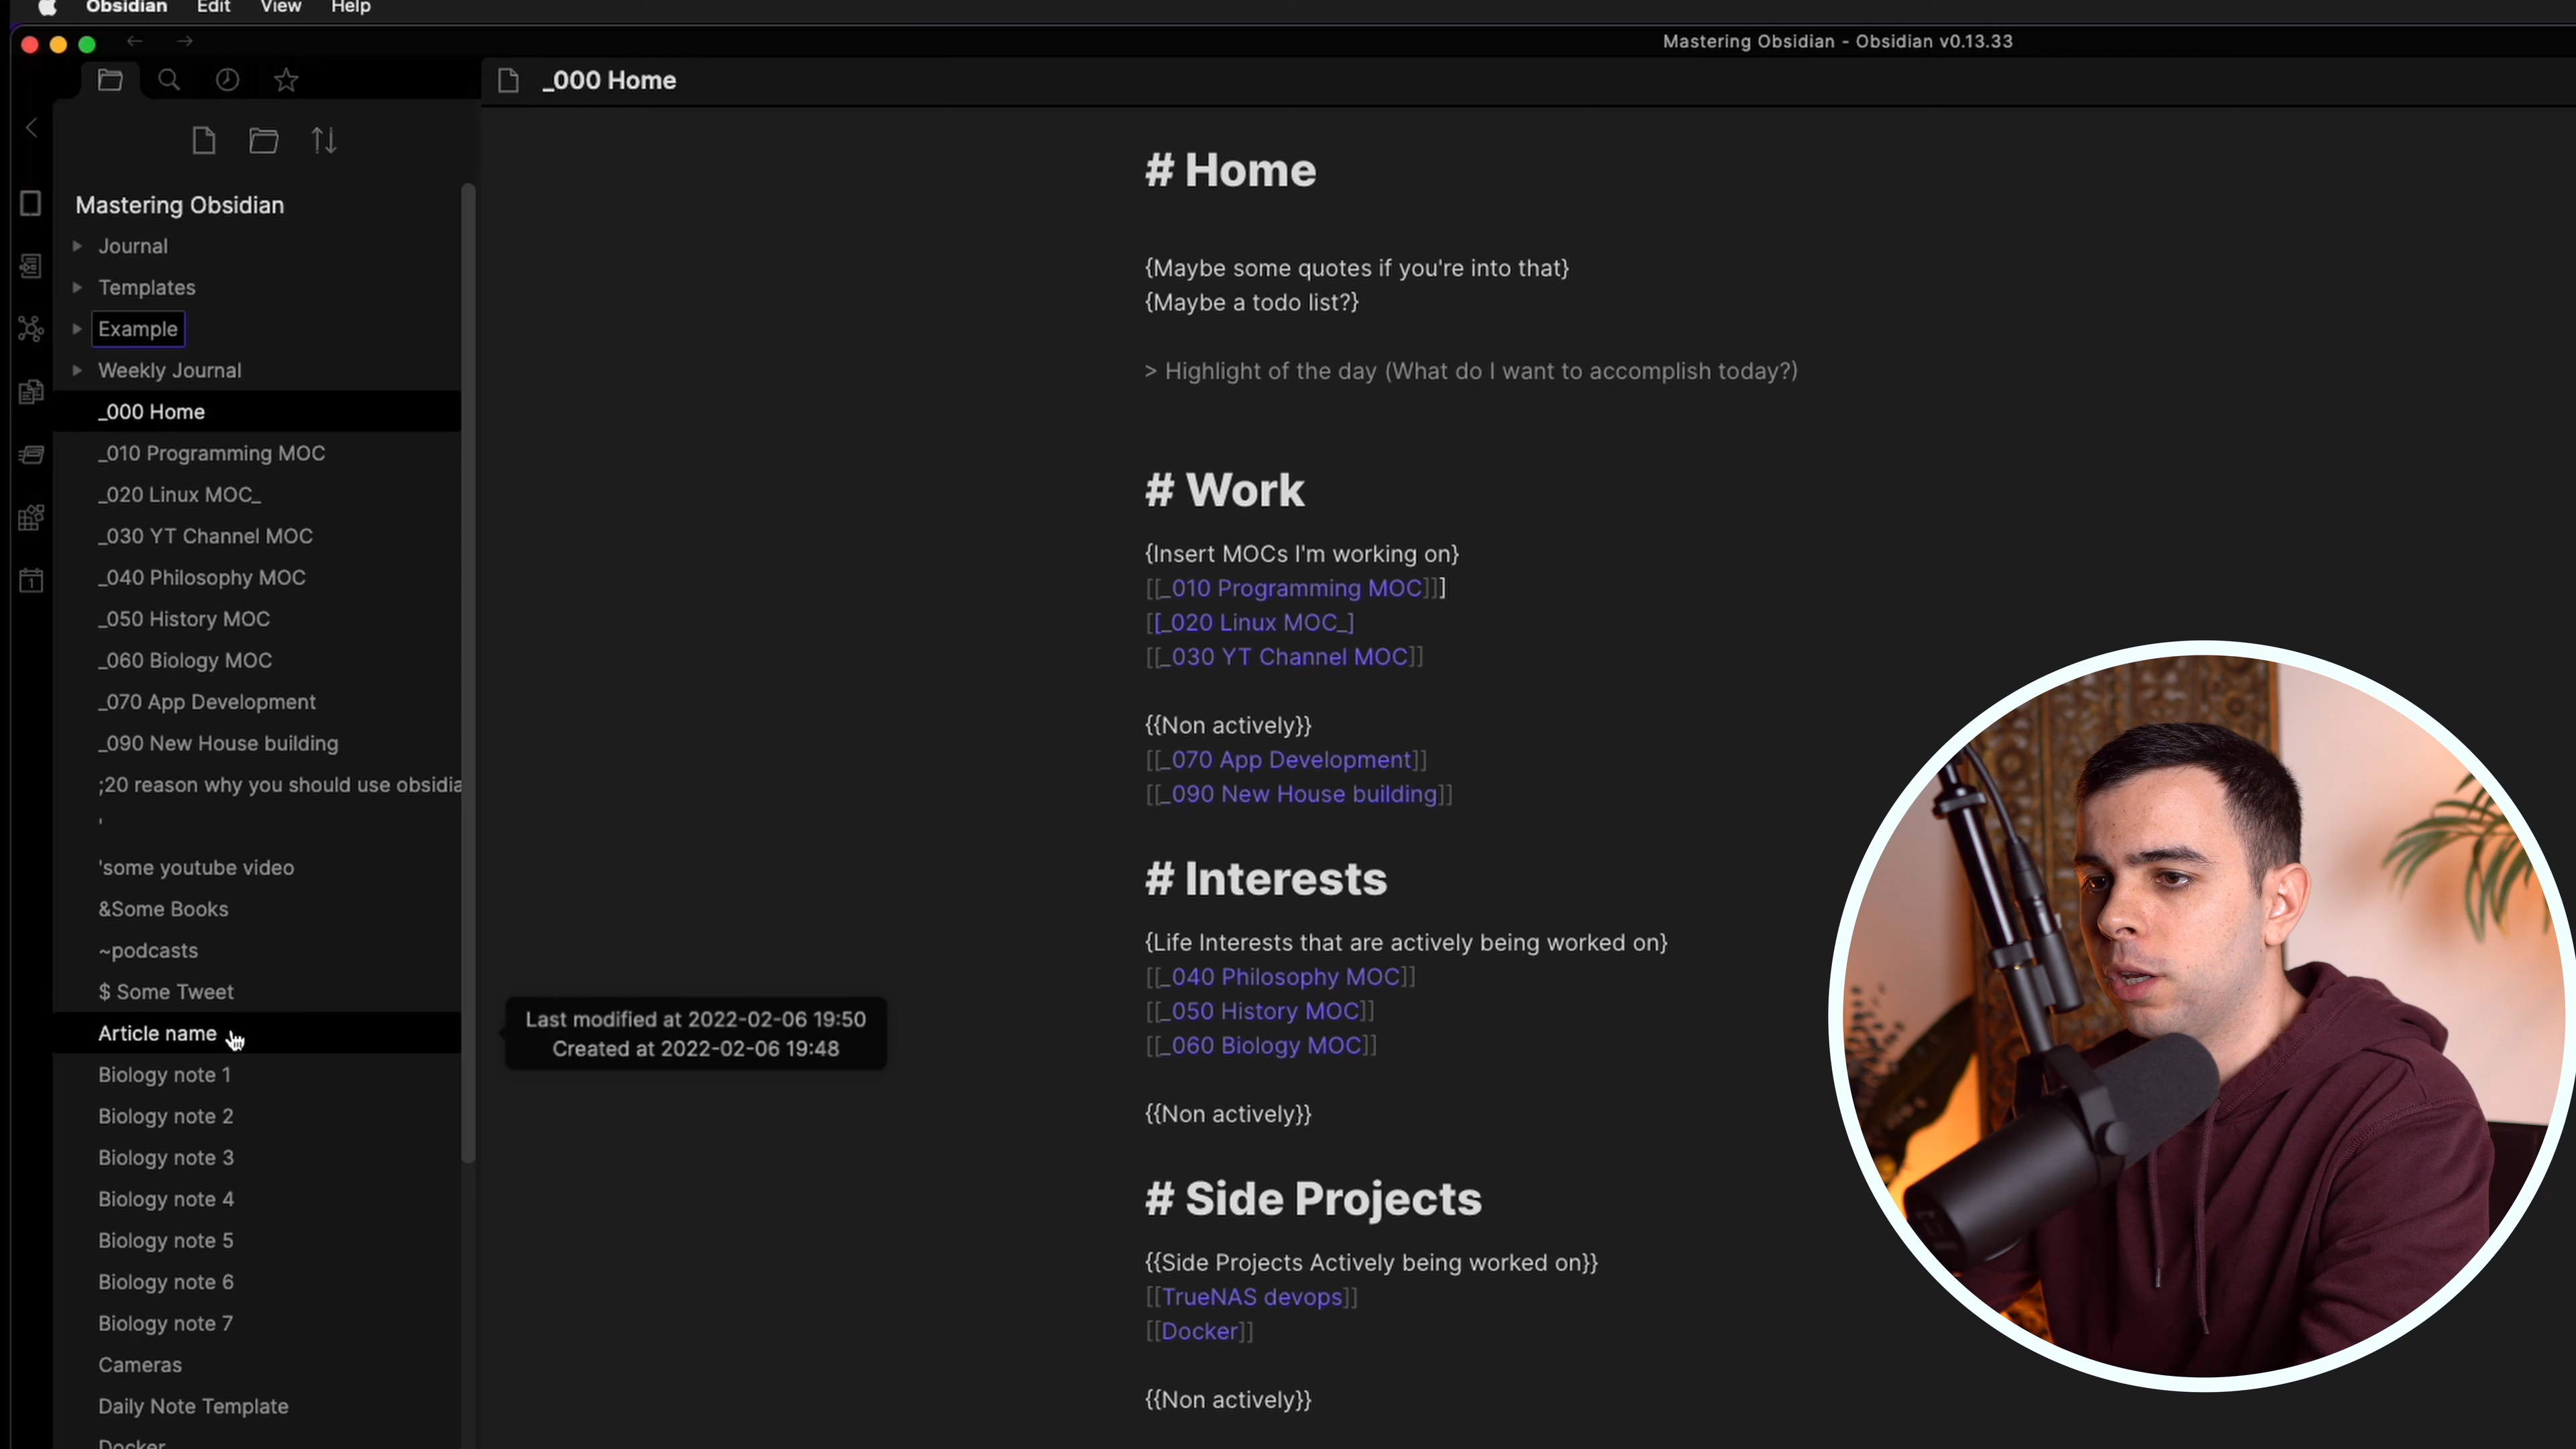 Obsidian Edit View Help
Mastering Obsidian - Obsidian v0.13.33
_000 Home
Mastering Obsidian
Journal
Templates
Example
Weekly Journal
_000 Home
_010 Programming MOC
_020 Linux MOC_
_030 YT Channel MOC
_040 Philosophy MOC
_050 History MOC
_060 Biology MOC
_070 App Development
_090 New House building
;20 reason why you should use obsidia
'
'some youtube video
&Some Books
~podcasts
$ Some Tweet
Article name
Biology note 1
Biology note 2
Biology note 3
Biology note 4
Biology note 5
Biology note 6
Biology note 7
Cameras
Daily Note Template
Docker
Last modified at 2022-02-06 19:50
Created at 2022-02-06 19:48
# Home
{Maybe some quotes if you're into that}
{Maybe a todo list?}
> Highlight of the day (What do I want to accomplish today?)
# Work
{Insert MOCs I'm working on}
[[_010 Programming MOC]]]
[[_020 Linux MOC_]
[[_030 YT Channel MOC]]
{{Non actively}}
[[_070 App Development]]
[[_090 New House building]]
# Interests
{Life Interests that are actively being worked on}
[[_040 Philosophy MOC]]
[[_050 History MOC]]
[[_060 Biology MOC]]
{{Non actively}}
# Side Projects
{{Side Projects Actively being worked on}}
[[TrueNAS devops]]
[[Docker]]
{{Non actively}}